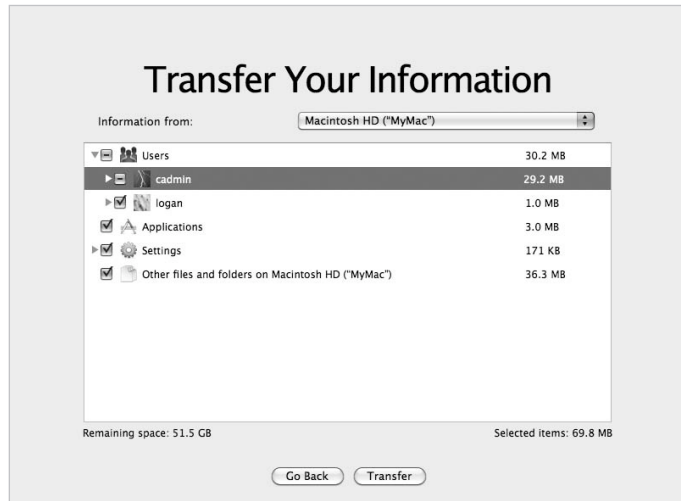 Transfer Your Information
Information from: Macintosh HD (“MyMac”)
Users 30.2 MB
cadmin 29.2 MB
logan 1.0 MB
Applications 3.0 MB
Settings 171 KB
Other files and folders on Macintosh HD (“MyMac”) 36.3 MB
Remaining space: 51.5 GB Selected items: 69.8 MB
Go Back Transfer